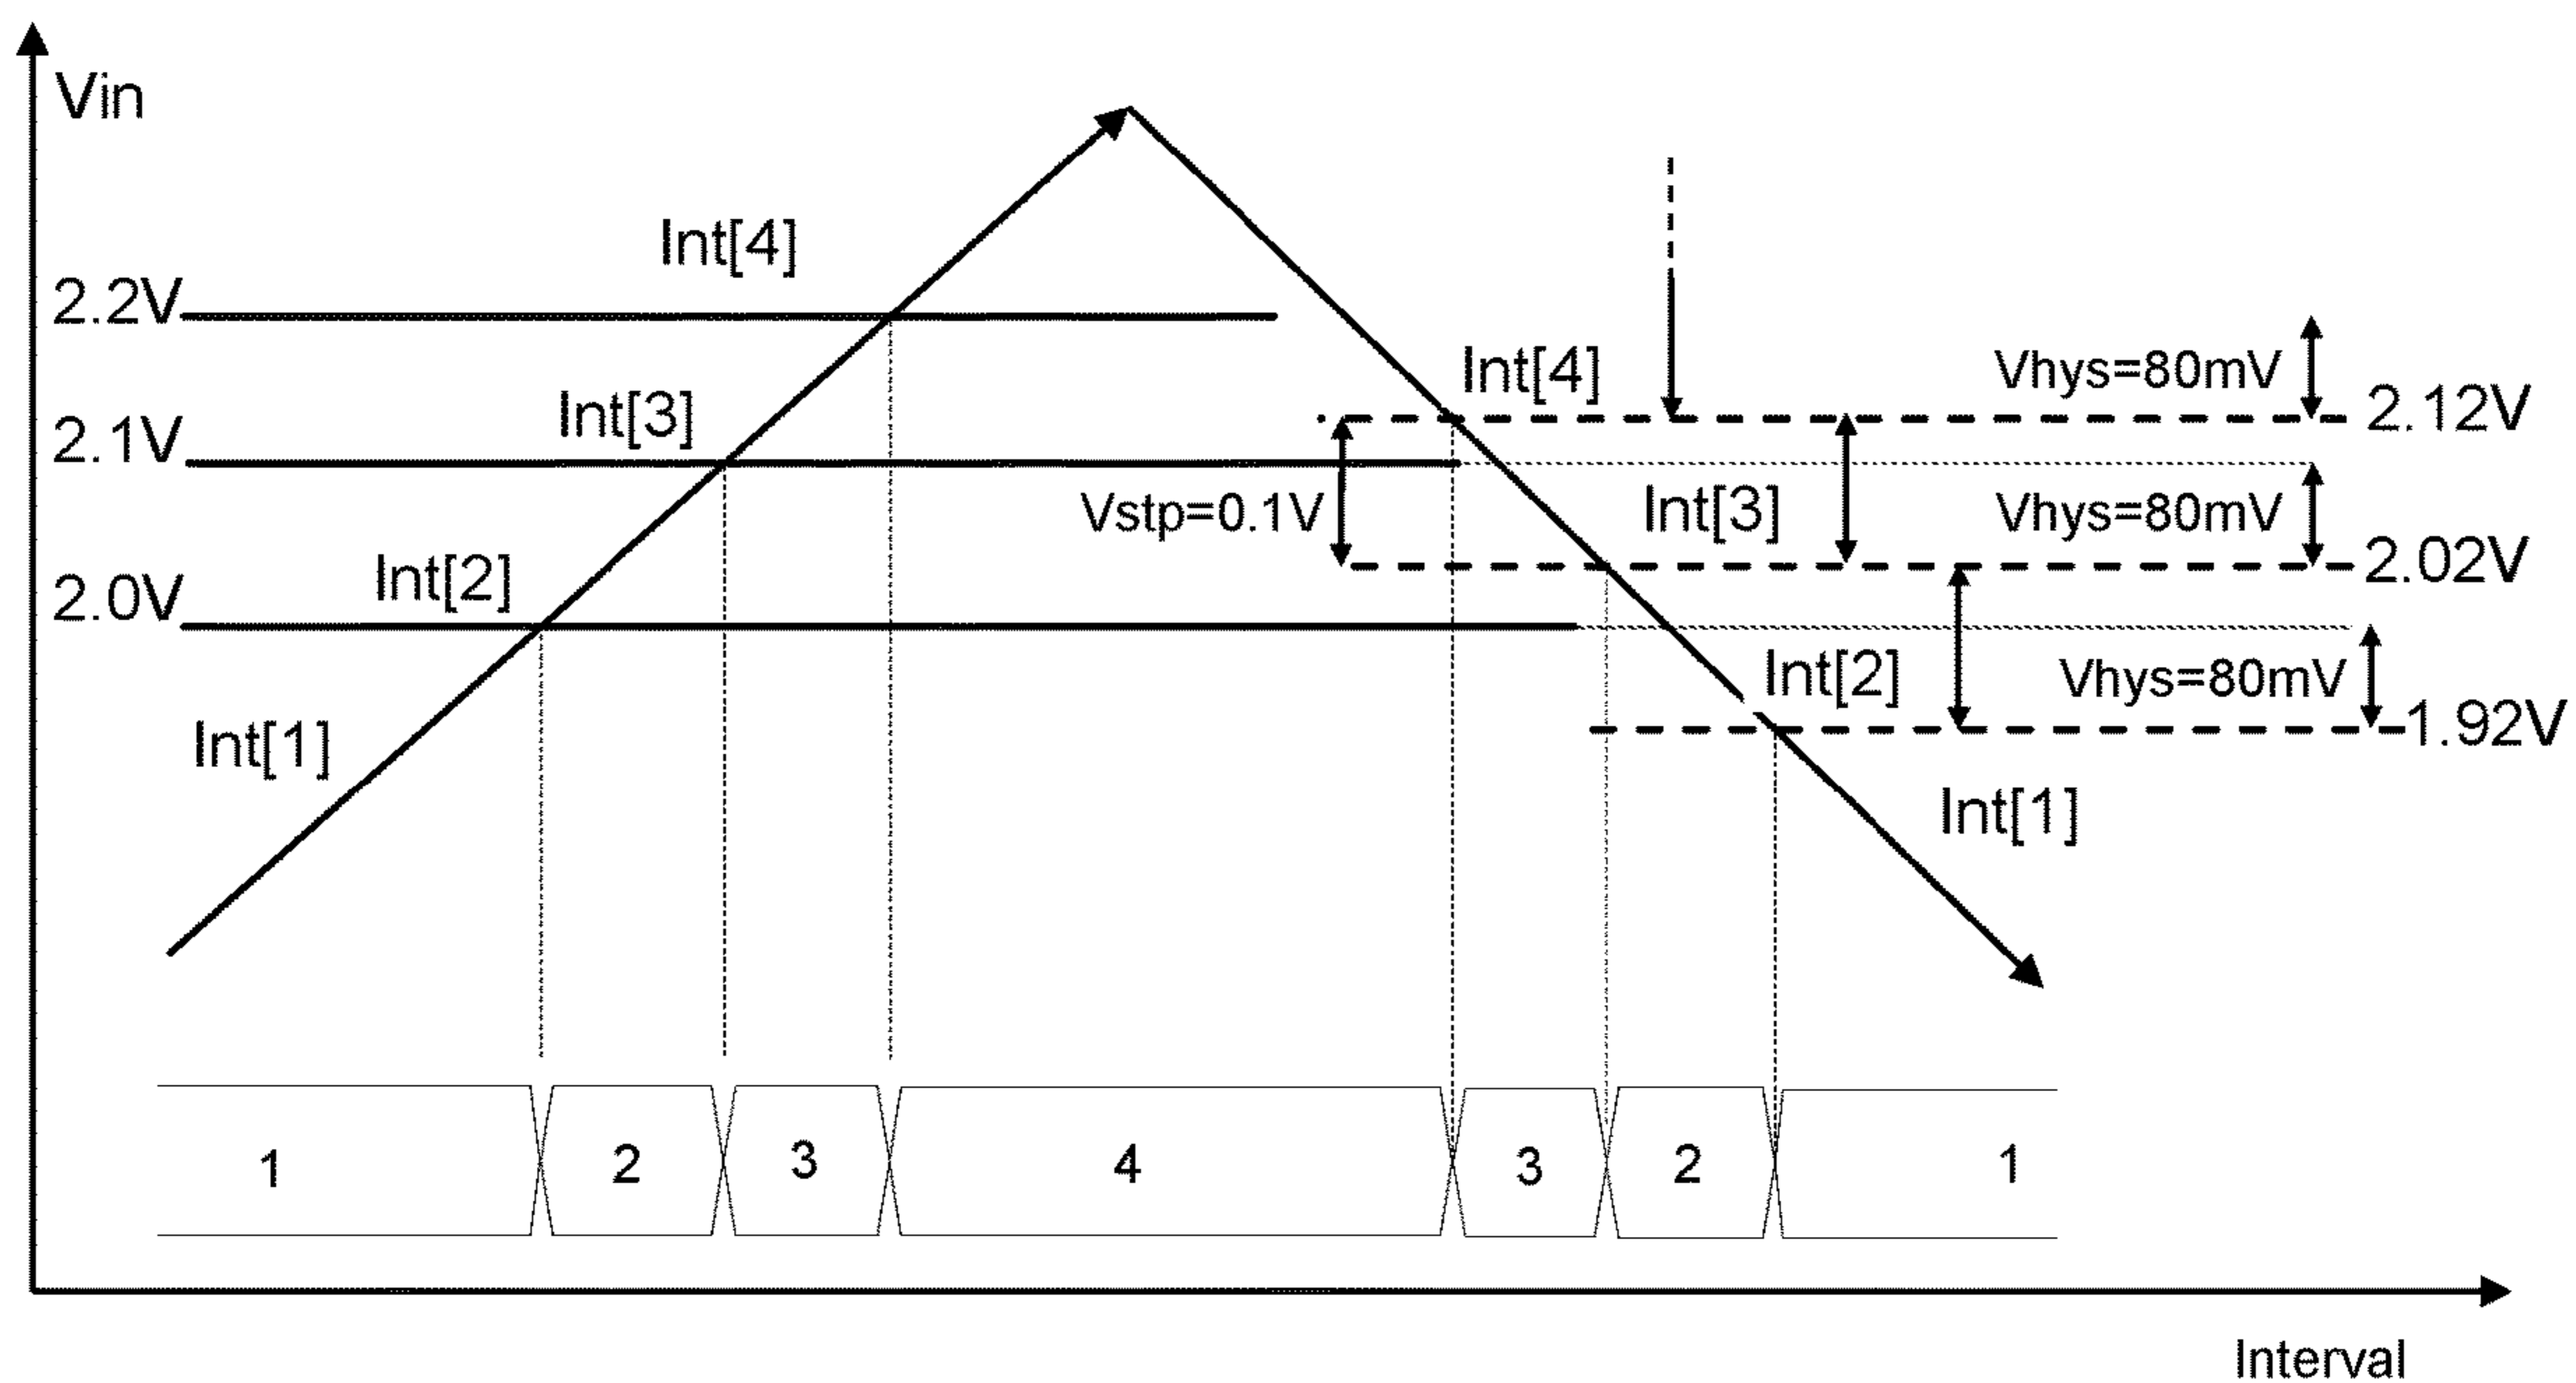 Vin
Int[4]
2.2V
Int[4]
Vhys=80mV
2.12V
Int[3]
2.1V
Vstp=0.1V
Int[3]
Vhys=80mV
2.02V
Int[2]
2.0V
Int[2]
Vhys=80mV
1.92V
Int[1]
Int[1]
1 2 3 4 3 2 1
Interval